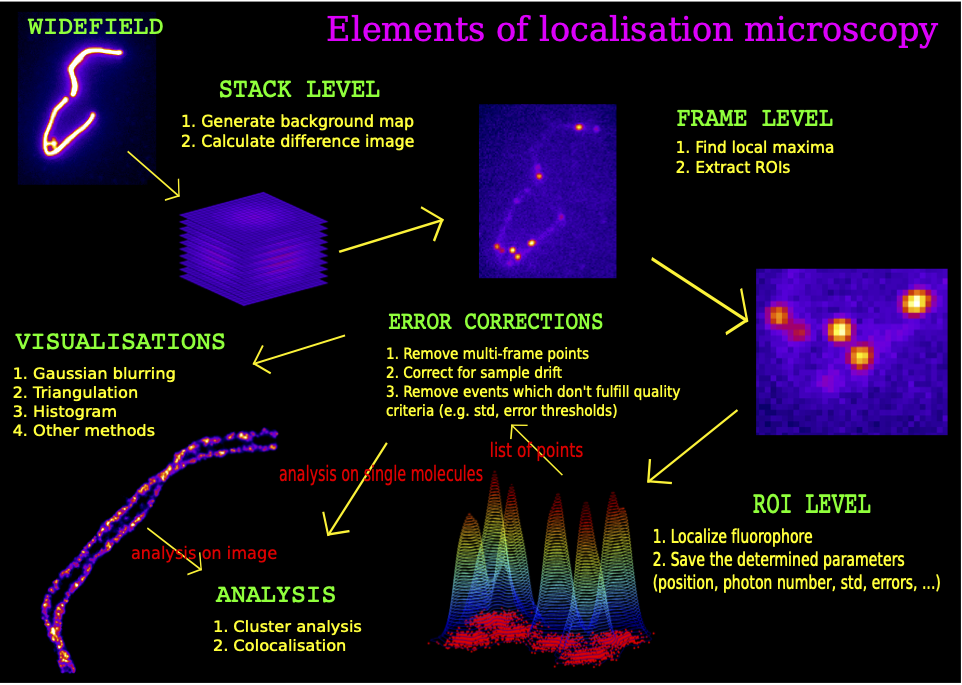 WIDEFIELD
Elements of localisation microscopy
STACK LEVEL
1. Generate background map
2. Calculate difference image
FRAME LEVEL
1. Find local maxima
2. Extract ROIs
VISUALISATIONS
1. Gaussian blurring
2. Triangulation
3. Histogram
4. Other methods
ERROR CORRECTIONS
1. Remove multi-frame points
2. Correct for sample drift
3. Remove events which don't fulfill quality
criteria (e.g. std, error thresholds)
list of points
analysis on single molecules
ROI LEVEL
1. Localize fluorophore
2. Save the determined parameters
(position, photon number, std, errors, ...)
analysis on image
ANALYSIS
1. Cluster analysis
2. Colocalisation